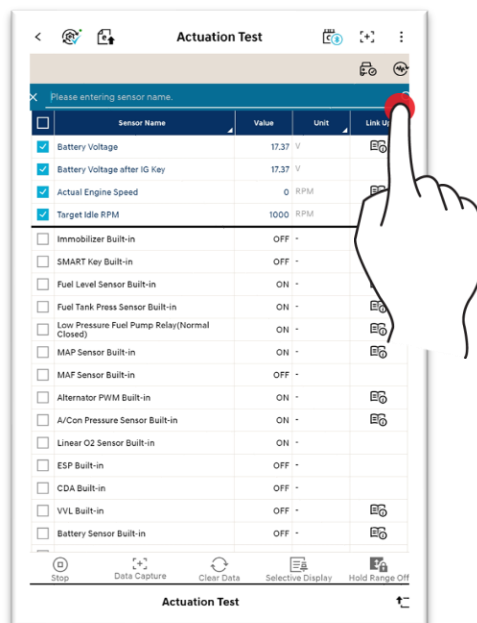 Actuation Test
Please entering sensor name.
Sensor Name Value Unit Link Up
Battery Voltage 17.37 V
Battery Voltage after IG Key 17.37 V
Actual Engine Speed 0 RPM
Target Idle RPM 1000 RPM
Immobilizer Built-in OFF -
SMART Key Built-in OFF -
Fuel Level Sensor Built-in ON -
Fuel Tank Press Sensor Built-in ON -
Low Pressure Fuel Pump Relay(Normal
Closed) ON -
MAP Sensor Built-in ON -
MAF Sensor Built-in OFF -
Alternator PWM Built-in ON -
A/Con Pressure Sensor Built-in ON -
Linear O2 Sensor Built-in ON -
ESP Built-in OFF -
CDA Built-in OFF -
VVL Built-in OFF -
Battery Sensor Built-in OFF -
Stop Data Capture Clear Data Selective Display Hold Range Off
Actuation Test